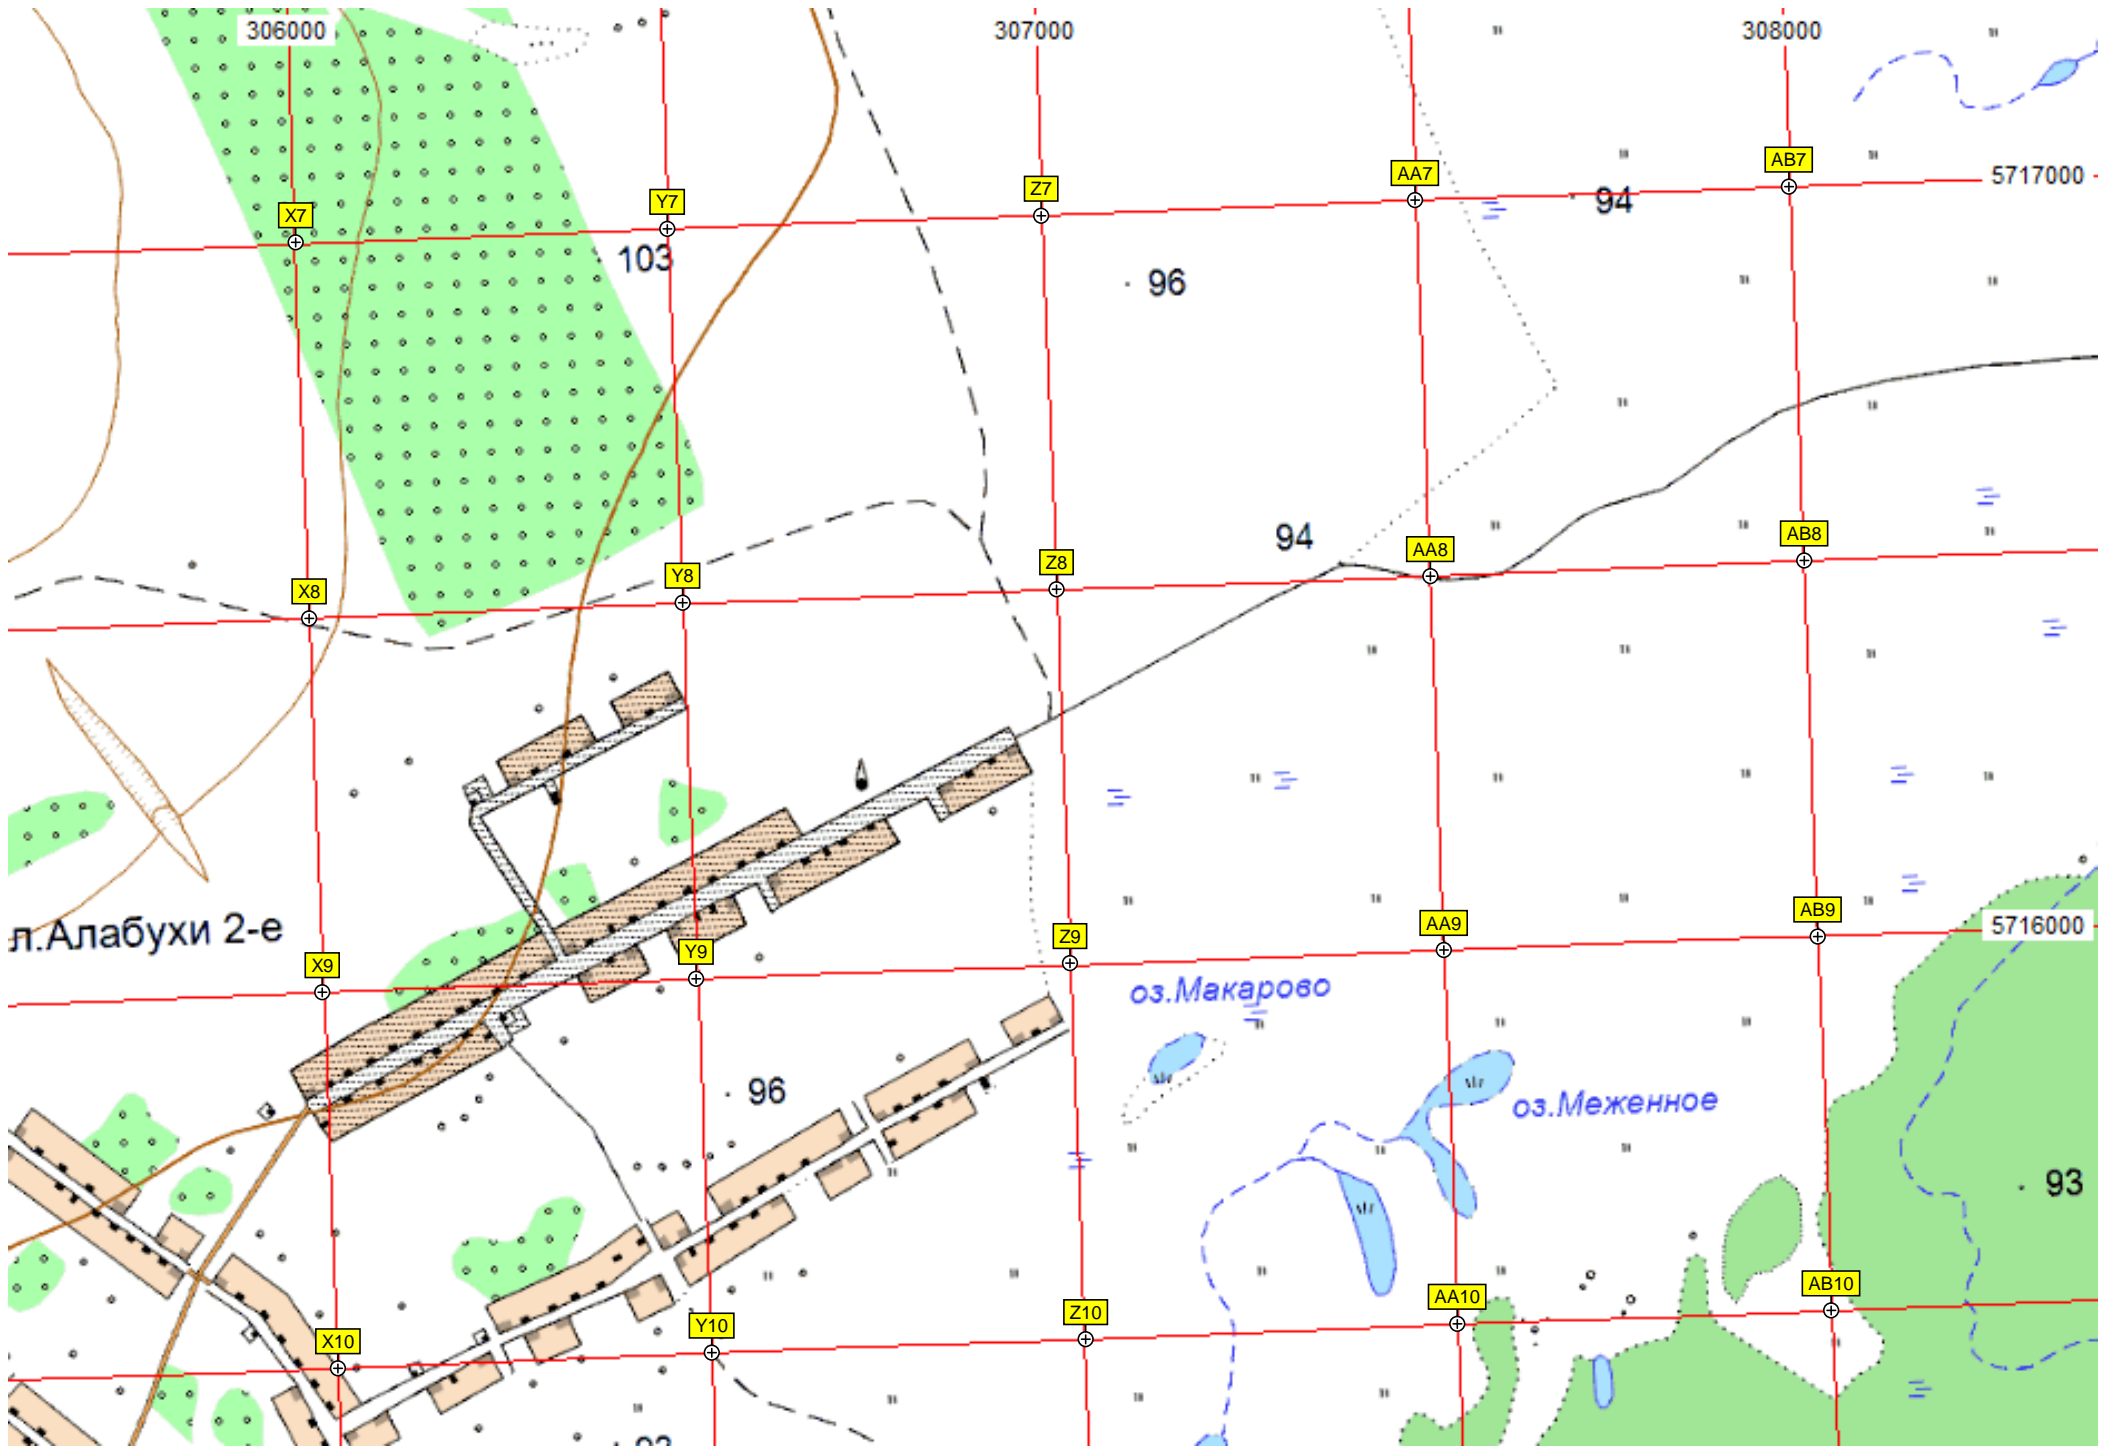 306000
307000
308000
AB7
AA7
5717000
Z7
94
Y7
X7
103
96
94
AB8
AA8
Z8
Y8
X8
AB9
AA9
5716000
л.Алабухи 2-е
Z9
Y9
X9
оз.Макарово
96
оз.Меженное
93
AB10
AA10
Z10
Y10
X10